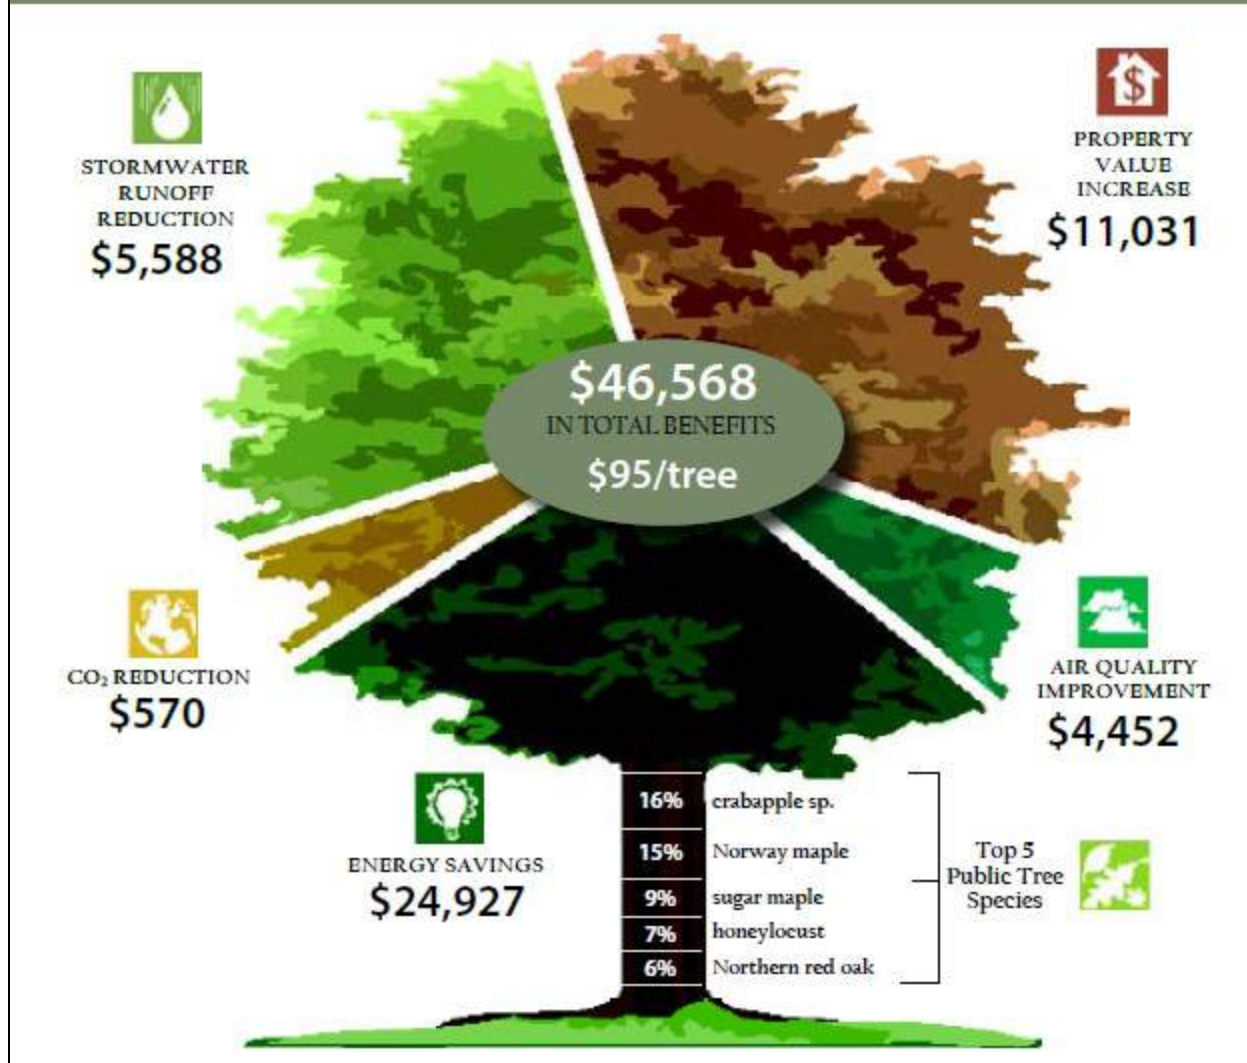 STORMWATER
RUNOFF
REDUCTION
$5,588
PROPERTY
VALUE
INCREASE
$11,031
$46,568
IN TOTAL BENEFITS
$95/tree
CO₂ REDUCTION
$570
AIR QUALITY
IMPROVEMENT
$4,452
ENERGY SAVINGS
$24,927
16% crabapple sp.
15% Norway maple
9% sugar maple
7% honeylocust
6% Northern red oak
Top 5
Public Tree
Species